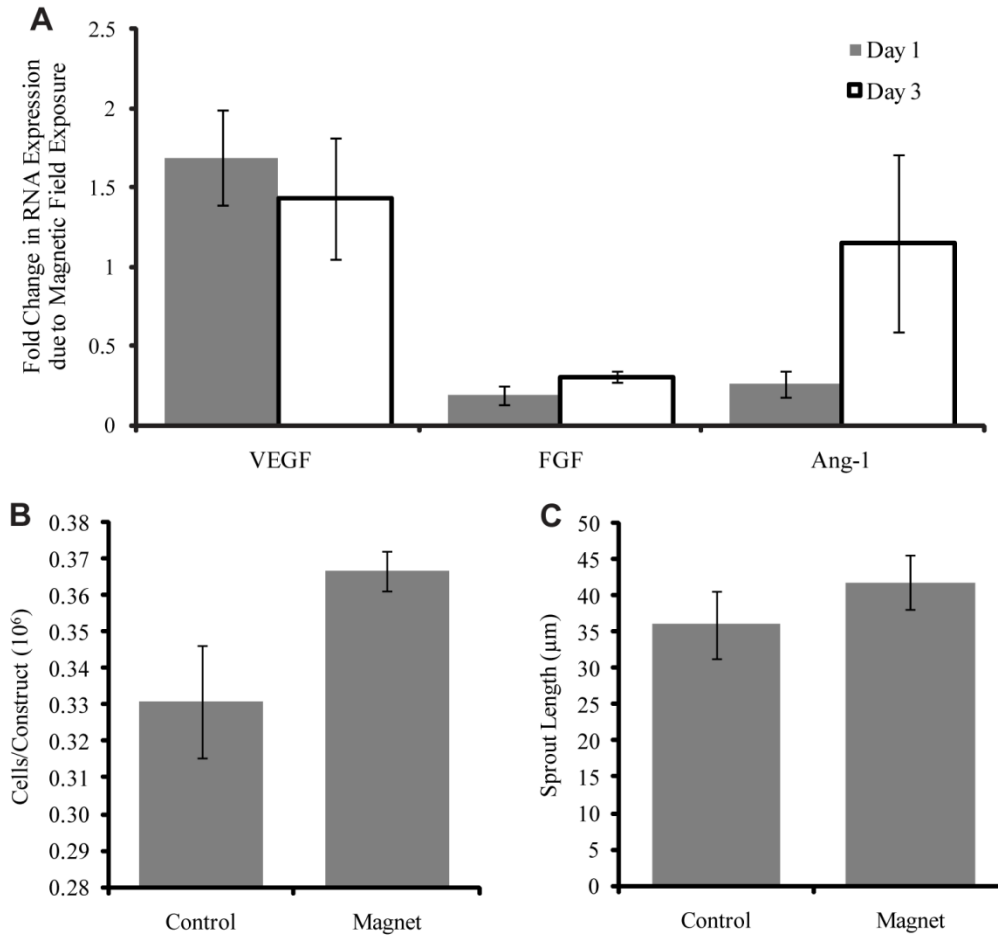 A
Fold Change in RNA Expression
due to Magnetic Field Exposure
2.5
2
1.5
1
0.5
0
Day 1
Day 3
VEGF FGF Ang-1
B
Cells/Construct (10⁶)
0.38
0.37
0.36
0.35
0.34
0.33
0.32
0.31
0.30
0.29
0.28
Control Magnet
C
Sprout Length (µm)
50
45
40
35
30
25
20
15
10
5
0
Control Magnet